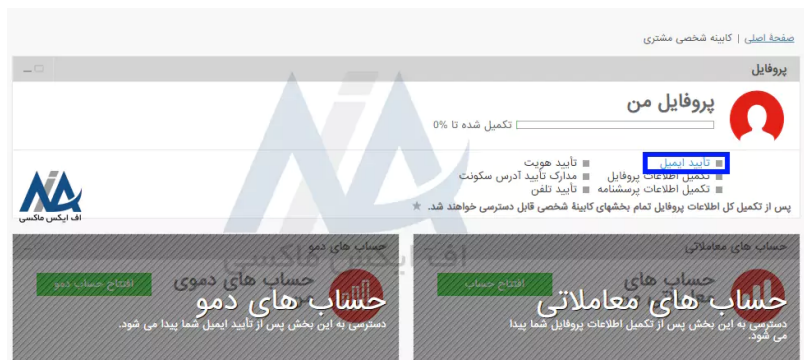 صفحهٔ اصلی | کابینه شخصی مشتری
پروفایل
پروفایل من
تکمیل شده تا 0%
تأیید ایمیل
تأیید هویت
تکمیل اطلاعات پروفایل
مدارک تأیید آدرس سکونت
تکمیل اطلاعات پرسشنامه
تأیید تلفن
پس از تکمیل کل اطلاعات پروفایل تمام بخشهای کابینهٔ شخصی قابل دسترسی خواهند شد.
اف ایکس ماکسی
اف ایکس ماکسی
حساب های معاملاتی
حساب های معاملاتی
افتتاح حساب
حساب های معاملاتی
دسترسی به این بخش پس از تکمیل اطلاعات پروفایل شما پیدا
می شود.
حساب های دمو
حساب های دموی
افتتاح حساب دمو
حساب های دمو
دسترسی به این بخش پس از تأیید ایمیل شما پیدا می شود.